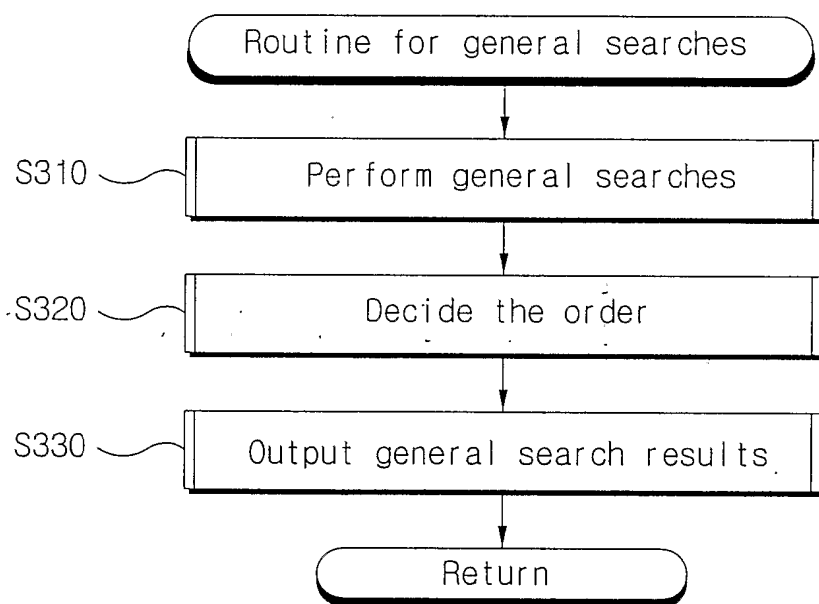 Routine for general searches
S310
Perform general searches
S320
Decide the order
S330
Output general search results
Return